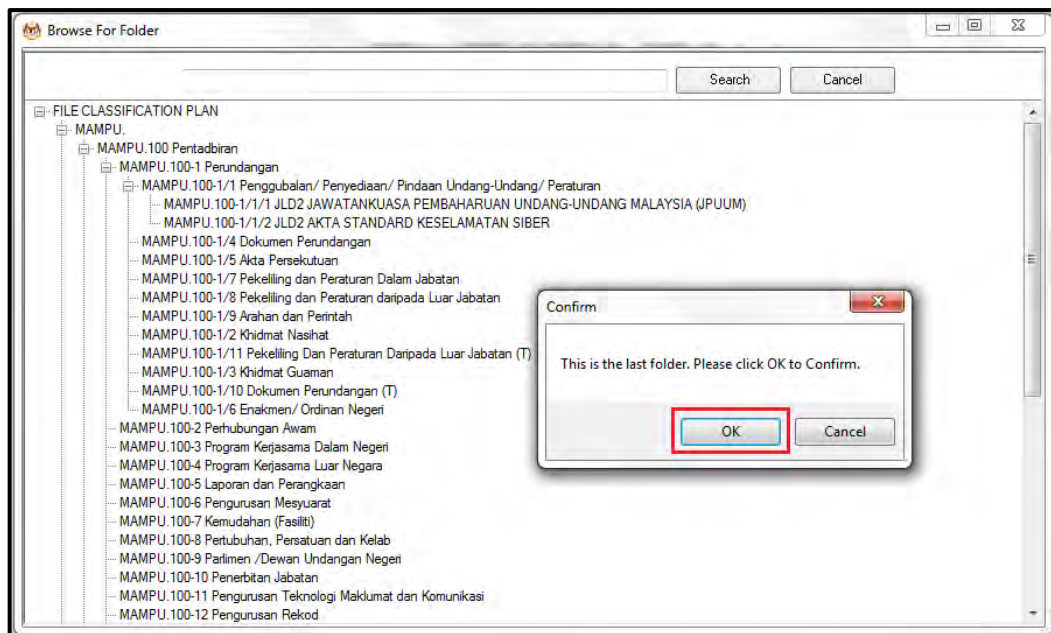 Browse For Folder
Search Cancel
FILE CLASSIFICATION PLAN
MAMPU.
MAMPU.100 Pentadbiran
MAMPU.100-1 Perundangan
MAMPU.100-1/1 Penggubalan/ Penyediaan/ Pindaan Undang-Undang/ Peraturan
MAMPU.100-1/1/1 JLD2 JAWATANKUASA PEMBAHARUAN UNDANG-UNDANG MALAYSIA (JPUUM)
MAMPU.100-1/1/2 JLD2 AKTA STANDARD KESELAMATAN SIBER
MAMPU.100-1/4 Dokumen Perundangan
MAMPU.100-1/5 Akta Persekutuan
MAMPU.100-1/7 Pekeliling dan Peraturan Dalam Jabatan
MAMPU.100-1/8 Pekeliling dan Peraturan daripada Luar Jabatan
MAMPU.100-1/9 Arahan dan Perintah
MAMPU.100-1/2 Khidmat Nasihat
MAMPU.100-1/11 Pekeliling Dan Peraturan Daripada Luar Jabatan (T)
MAMPU.100-1/3 Khidmat Guaman
MAMPU.100-1/10 Dokumen Perundangan (T)
MAMPU.100-1/6 Enakmen/ Ordinan Negeri
MAMPU.100-2 Perhubungan Awam
MAMPU.100-3 Program Kerjasama Dalam Negeri
MAMPU.100-4 Program Kerjasama Luar Negara
MAMPU.100-5 Laporan dan Perangkaan
MAMPU.100-6 Pengurusan Mesyuarat
MAMPU.100-7 Kemudahan (Fasiliti)
MAMPU.100-8 Pertubuhan, Persatuan dan Kelab
MAMPU.100-9 Parlimen /Dewan Undangan Negeri
MAMPU.100-10 Penerbitan Jabatan
MAMPU.100-11 Pengurusan Teknologi Maklumat dan Komunikasi
MAMPU.100-12 Pengurusan Rekod
Confirm
This is the last folder. Please click OK to Confirm.
OK Cancel